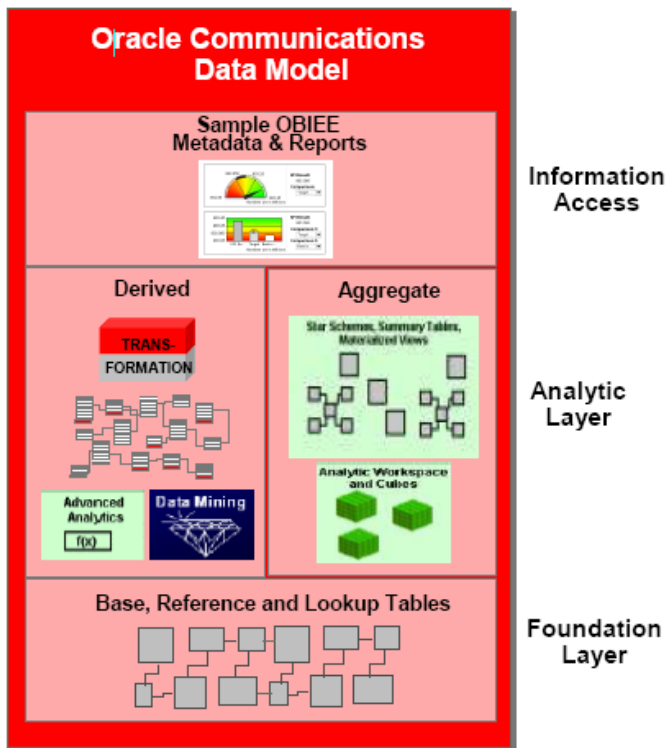 Oracle Communications
Data Model
Sample OBIEE
Metadata & Reports
Information
Access
Derived
TRANS-
FORMATION
Advanced
Analytics
f(x)
Data Mining
Aggregate
Star Schemes, Summary Tables,
Materialized Views
Analytic Workspace
and Cubes
Analytic
Layer
Base, Reference and Lookup Tables
Foundation
Layer